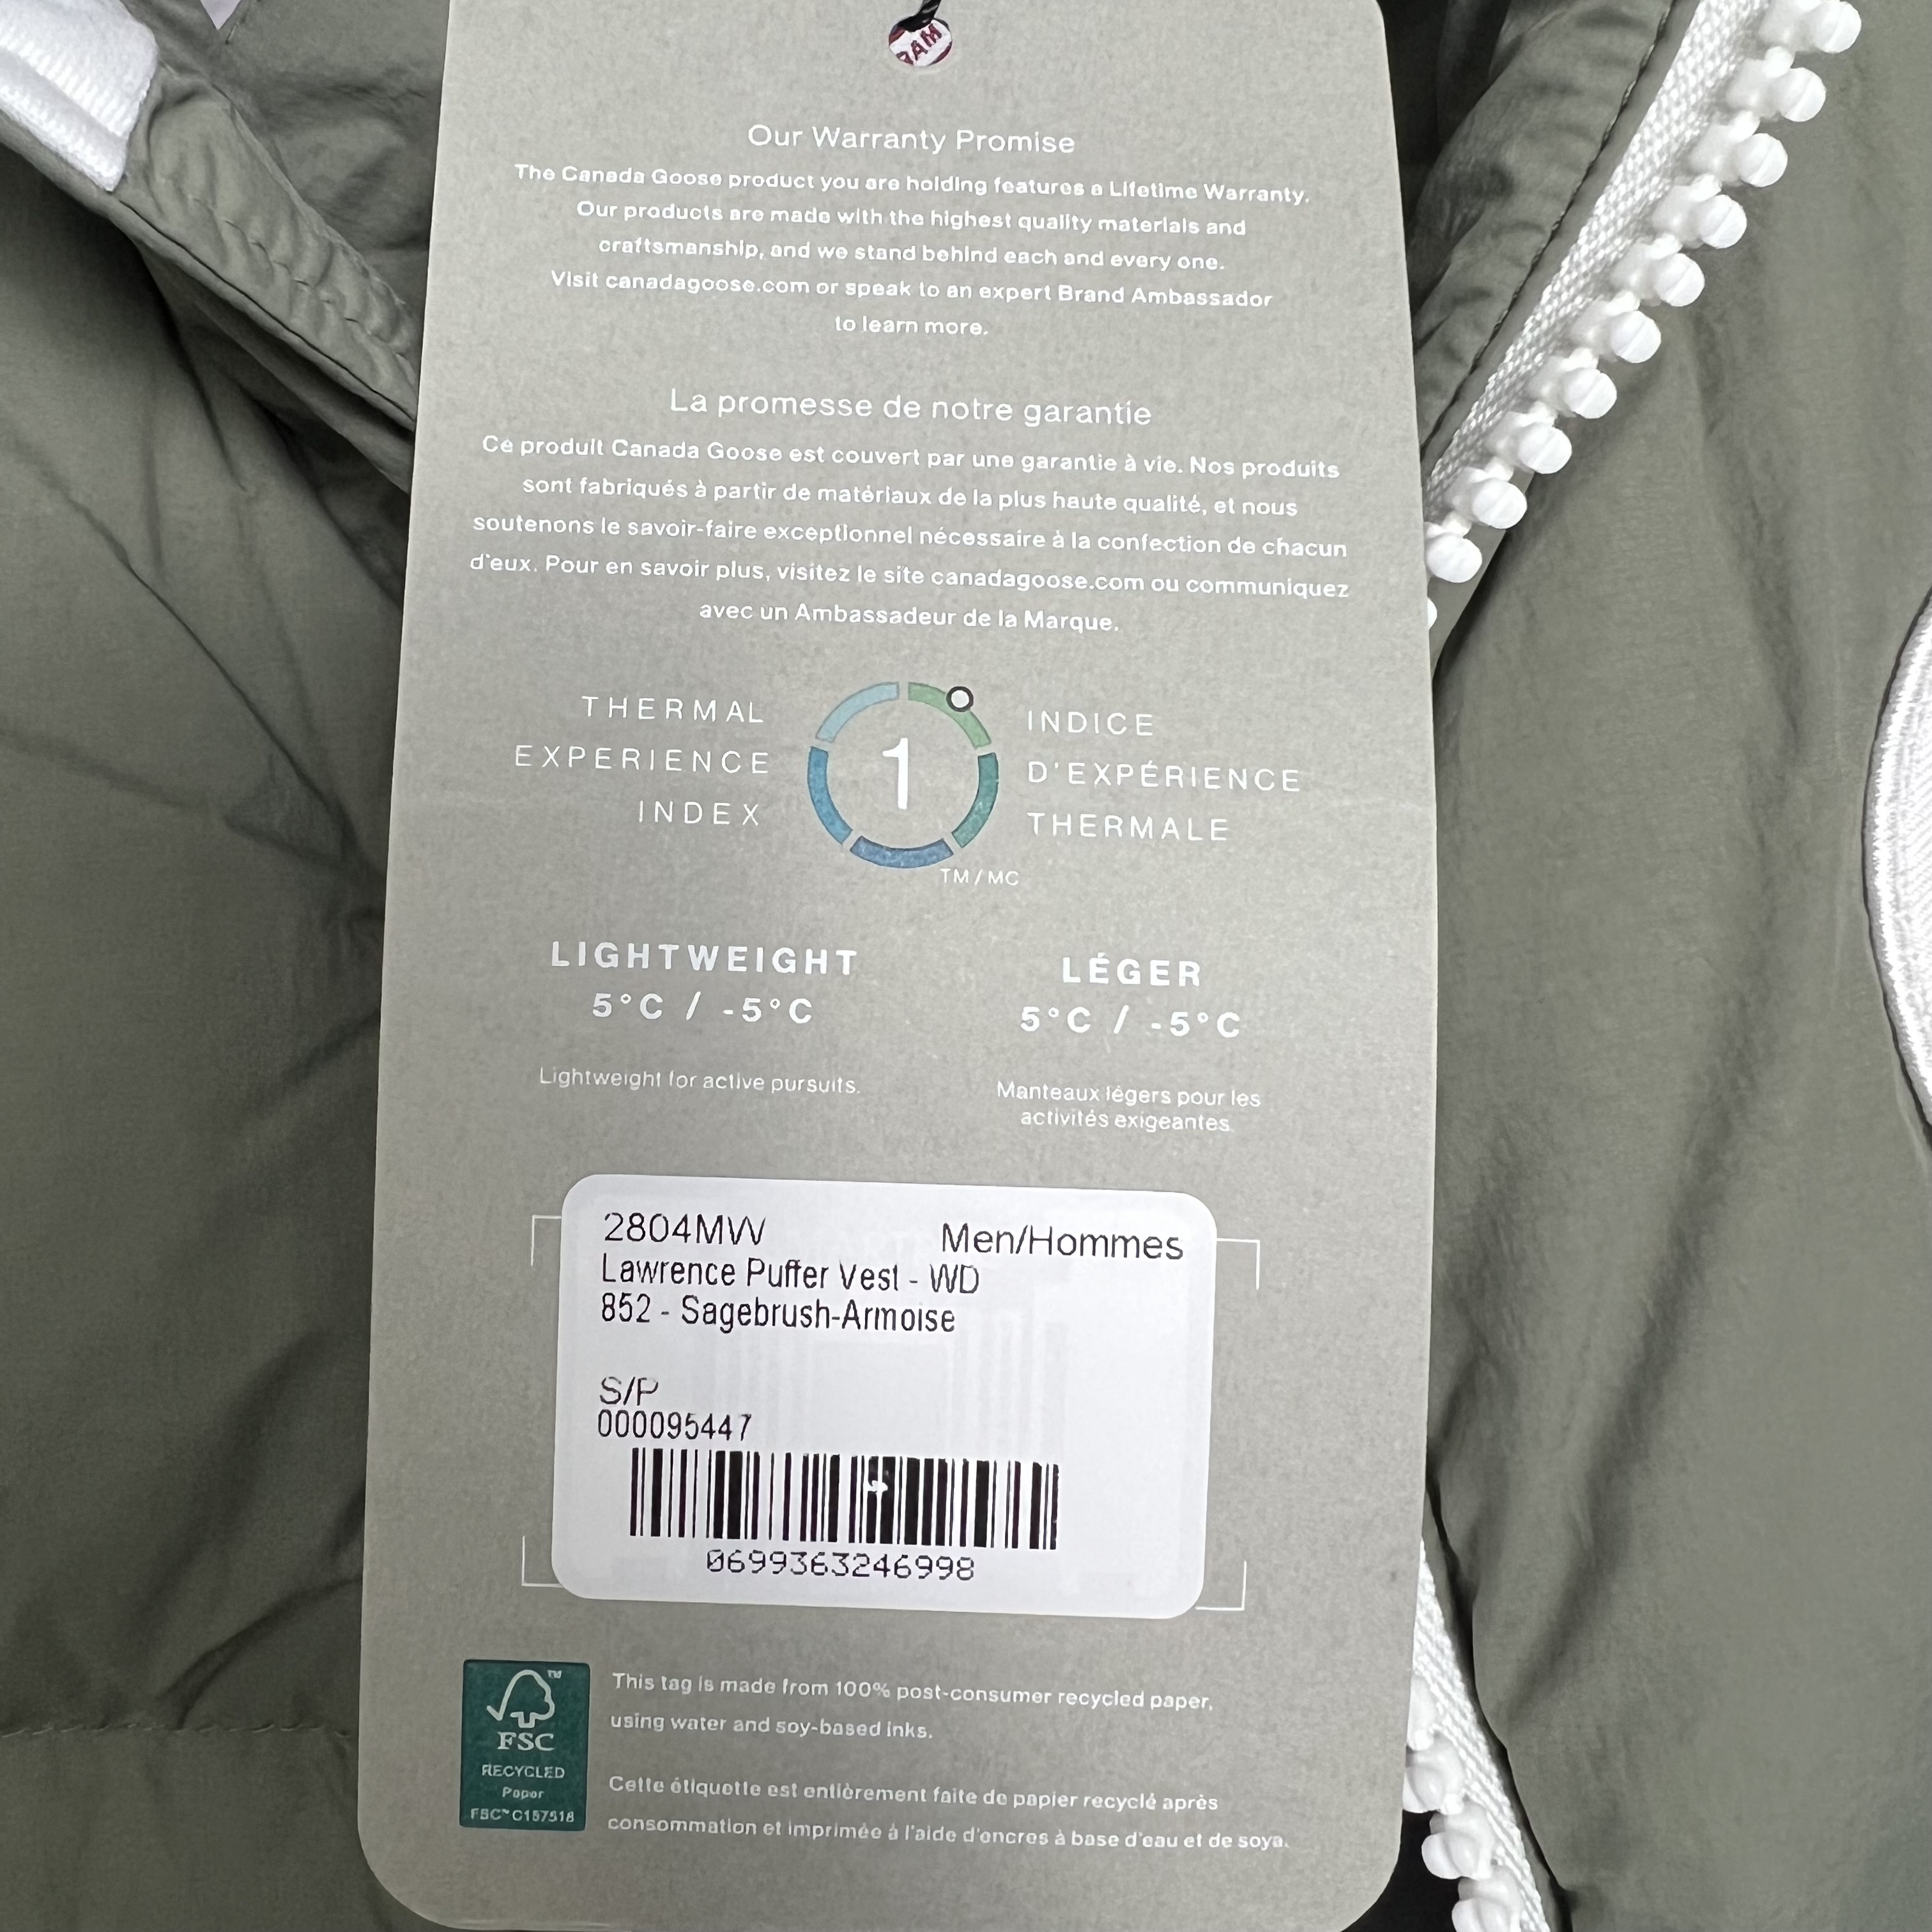 RAM
Our Warranty Promise
The Canada Goose product you are holding features a Lifetime Warranty.
Our products are made with the highest quality materials and
craftsmanship, and we stand behind each and every one.
Visit canadagoose.com or speak to an expert Brand Ambassador
to learn more.
La promesse de notre garantie
Ce produit Canada Goose est couvert par une garantie à vie. Nos produits
sont fabriqués à partir de matériaux de la plus haute qualité, et nous
soutenons le savoir-faire exceptionnel nécessaire à la confection de chacun
d'eux. Pour en savoir plus, visitez le site canadagoose.com ou communiquez
avec un Ambassadeur de la Marque.
THERMAL
EXPERIENCE
INDEX
1
TM/MC
INDICE
D'EXPÉRIENCE
THERMALE
LIGHTWEIGHT
5°C / -5°C
Lightweight for active pursuits.
LÉGER
5°C / -5°C
Manteaux légers pour les
activités exigeantes.
2804MW Men/Hommes
Lawrence Puffer Vest - WD
852 - Sagebrush-Armoise
S/P
000095447
0699363246998
TM
FSC
RECYCLED
Paper
FSC™ C157518
This tag is made from 100% post-consumer recycled paper,
using water and soy-based inks.
Cette étiquette est entièrement faite de papier recyclé après
consommation et imprimée à l'aide d'encres à base d'eau et de soya.